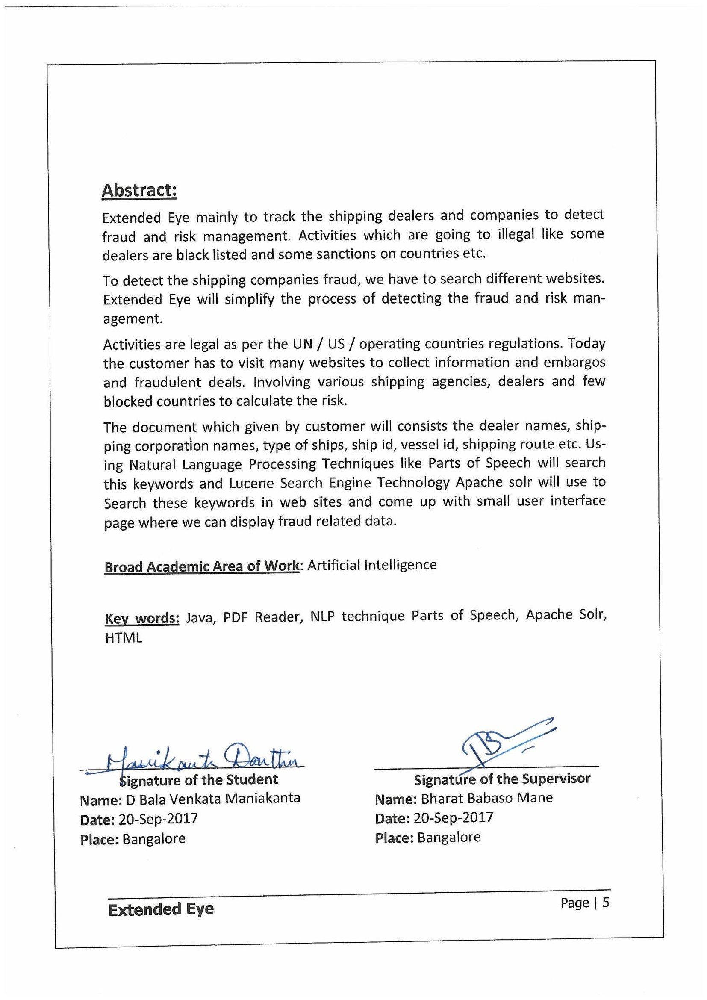 Abstract:
Extended Eye mainly to track the shipping dealers and companies to detect
fraud and risk management. Activities which are going to illegal like some
dealers are black listed and some sanctions on countries etc.
To detect the shipping companies fraud, we have to search different websites.
Extended Eye will simplify the process of detecting the fraud and risk man-
agement.
Activities are legal as per the UN / US / operating countries regulations. Today
the customer has to visit many websites to collect information and embargos
and fraudulent deals. Involving various shipping agencies, dealers and few
blocked countries to calculate the risk.
The document which given by customer will consists the dealer names, ship-
ping corporation names, type of ships, ship id, vessel id, shipping route etc. Us-
ing Natural Language Processing Techniques like Parts of Speech will search
this keywords and Lucene Search Engine Technology Apache solr will use to
Search these keywords in web sites and come up with small user interface
page where we can display fraud related data.
Broad Academic Area of Work: Artificial Intelligence
Key words: Java, PDF Reader, NLP technique Parts of Speech, Apache Solr,
HTML
Manikanta
Signature of the Student
Name: D Bala Venkata Maniakanta
Date: 20-Sep-2017
Place: Bangalore
Signature of the Supervisor
Name: Bharat Babaso Mane
Date: 20-Sep-2017
Place: Bangalore
Extended Eye
Page | 5